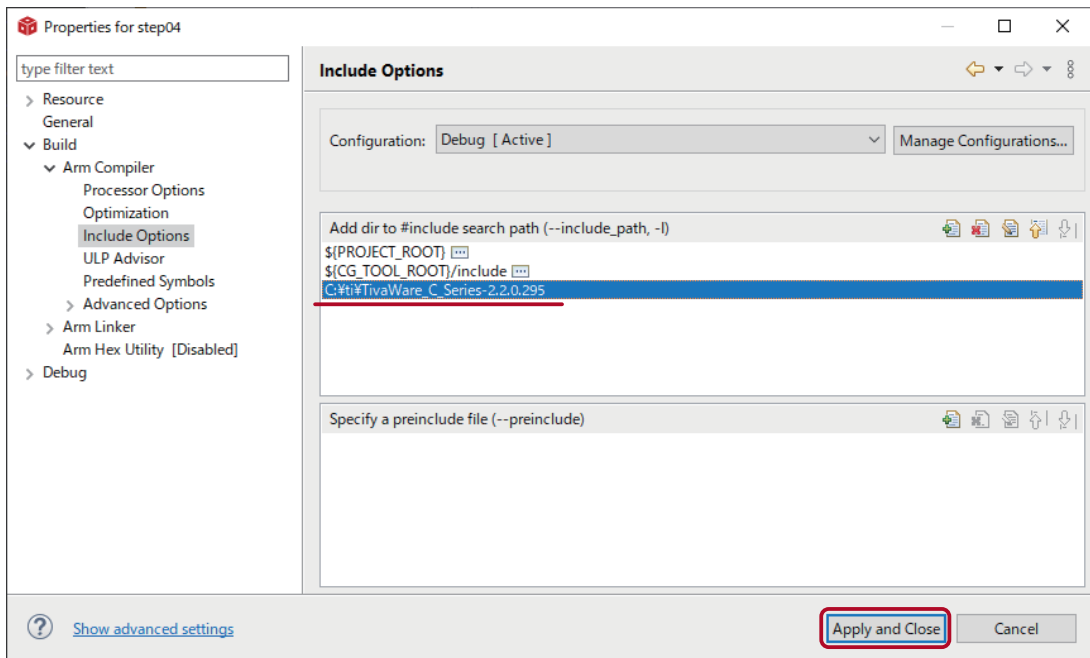 Properties for step04
type filter text
Resource
General
Build
Arm Compiler
Processor Options
Optimization
Include Options
ULP Advisor
Predefined Symbols
Advanced Options
Arm Linker
Arm Hex Utility [Disabled]
Debug
Include Options
Configuration: Debug [ Active ]
Manage Configurations...
Add dir to #include search path (--include_path, -I)
${PROJECT_ROOT}
${CG_TOOL_ROOT}/include
C:¥ti¥TivaWare_C_Series-2.2.0.295
Specify a preinclude file (--preinclude)
Show advanced settings
Apply and Close
Cancel